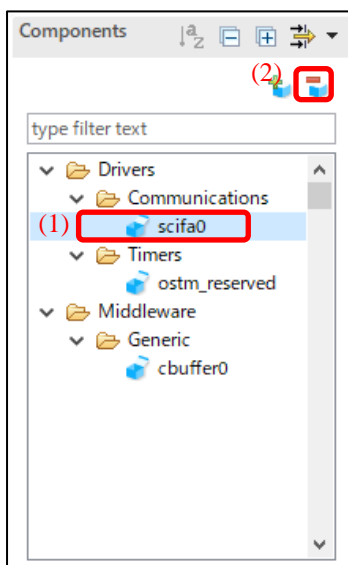 Components
(2)
type filter text
Drivers
Communications
(1) scifa0
Timers
ostm_reserved
Middleware
Generic
cbuffer0